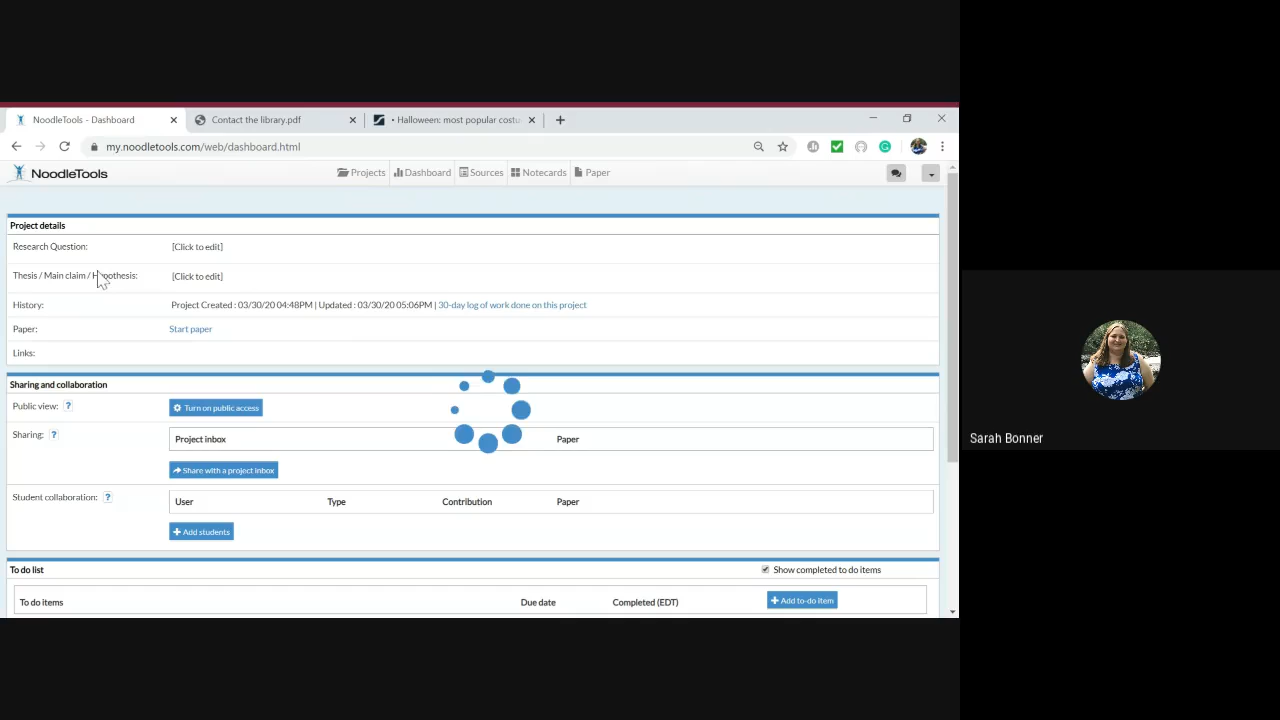 NoodleTools - Dashboard
Contact the library.pdf
• Halloween: most popular costu
my.noodletools.com/web/dashboard.html
NoodleTools
Projects
Dashboard
Sources
Notecards
Paper
Project details
Research Question:
[Click to edit]
Thesis / Main claim / Hypothesis:
[Click to edit]
History:
Project Created : 03/30/20 04:48PM | Updated : 03/30/20 05:06PM | 30-day log of work done on this project
Paper:
Start paper
Links:
Sharing and collaboration
Public view: ?
Turn on public access
Sharing: ?
Project inbox
Paper
Share with a project inbox
Student collaboration: ?
User
Type
Contribution
Paper
Add students
To do list
Show completed to do items
To do items
Due date
Completed (EDT)
Add to-do item
Sarah Bonner